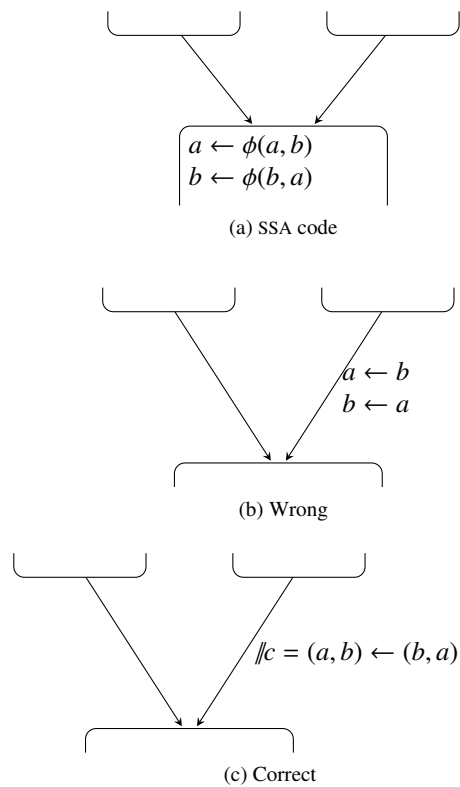 a ← ϕ(a, b)
b ← ϕ(b, a)
(a) SSA code
a ← b
b ← a
(b) Wrong
∥c = (a, b) ← (b, a)
(c) Correct